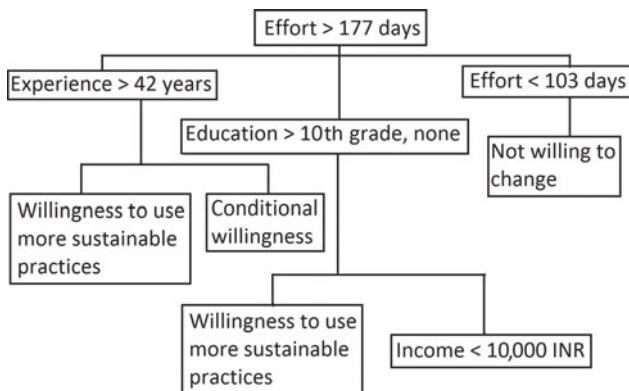 Effort > 177 days
Experience > 42 years
Effort < 103 days
Education > 10th grade, none
Not willing to
change
Willingness to use
more sustainable
practices
Conditional
willingness
Willingness to use
more sustainable
practices
Income < 10,000 INR